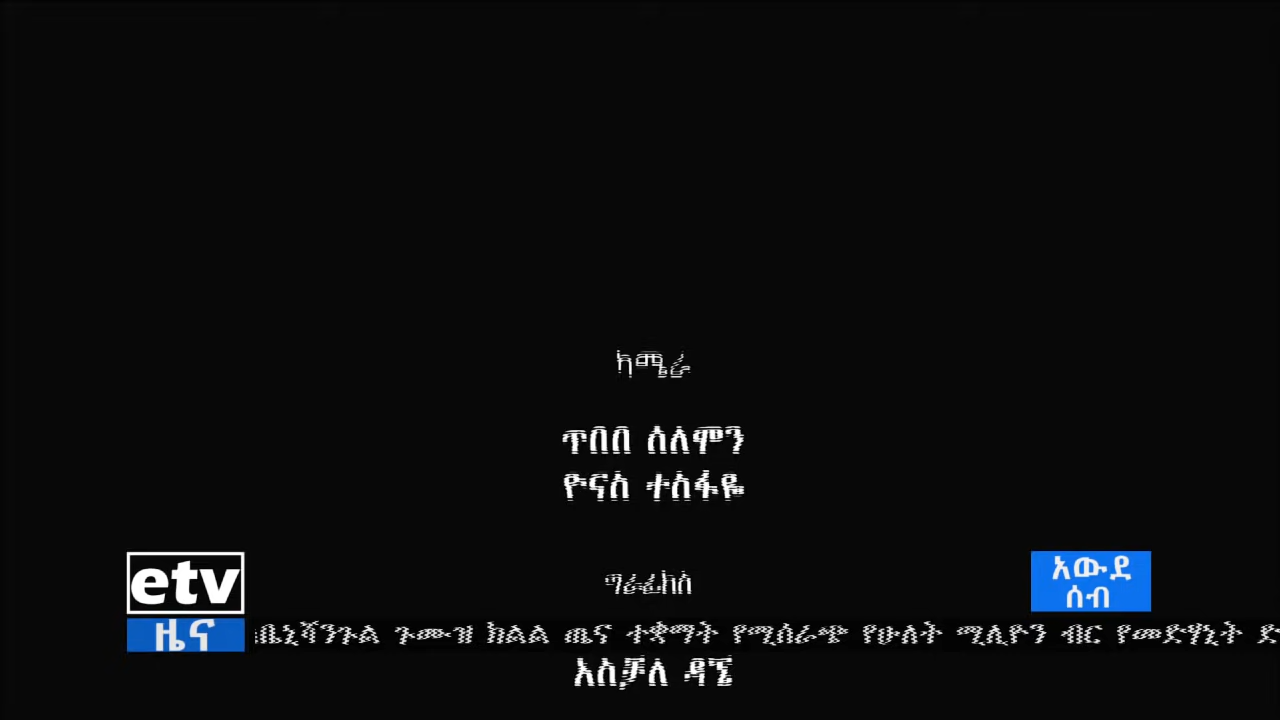 ካሜራ
ጥበበ ሰለሞን
ዮናስ ተስፋዬ
etv
ዜና
አውደ
ሰብ
ግራፊክስ
ቤኒሻንጉል ጉሙዝ ክልል ጤና ተቋማት የሚሰራጭ የሁለት ሚሊዮን ብር የመድሃኒት
አስቻለ ዳኜ